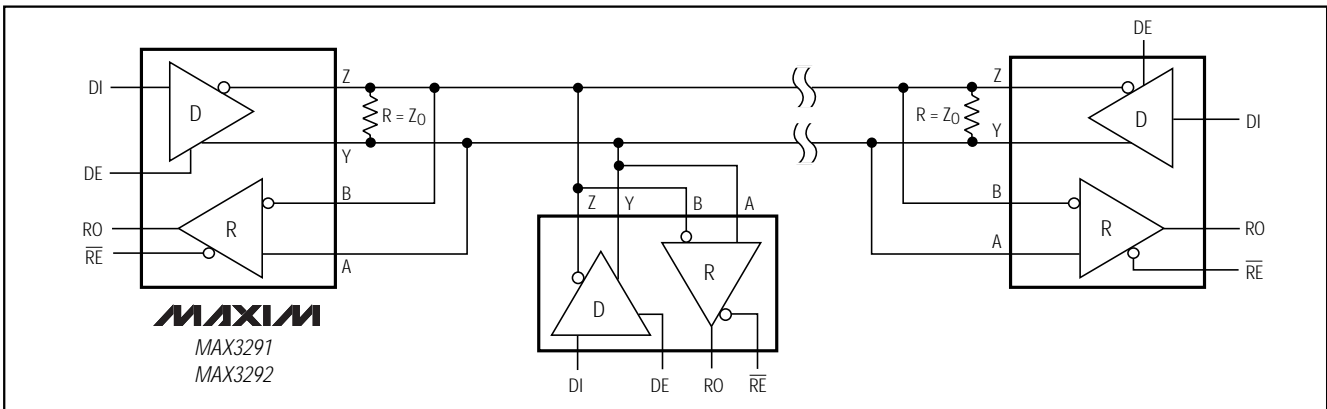 DE
DI
D
Z
R = Z0
Y
DE
B
RO
R
RE
A
MAXIM
MAX3291
MAX3292
Z
Y
B
A
D
R
DI
DE
RO
RE
Z
R = Z0
Y
D
DI
B
R
RO
A
RE